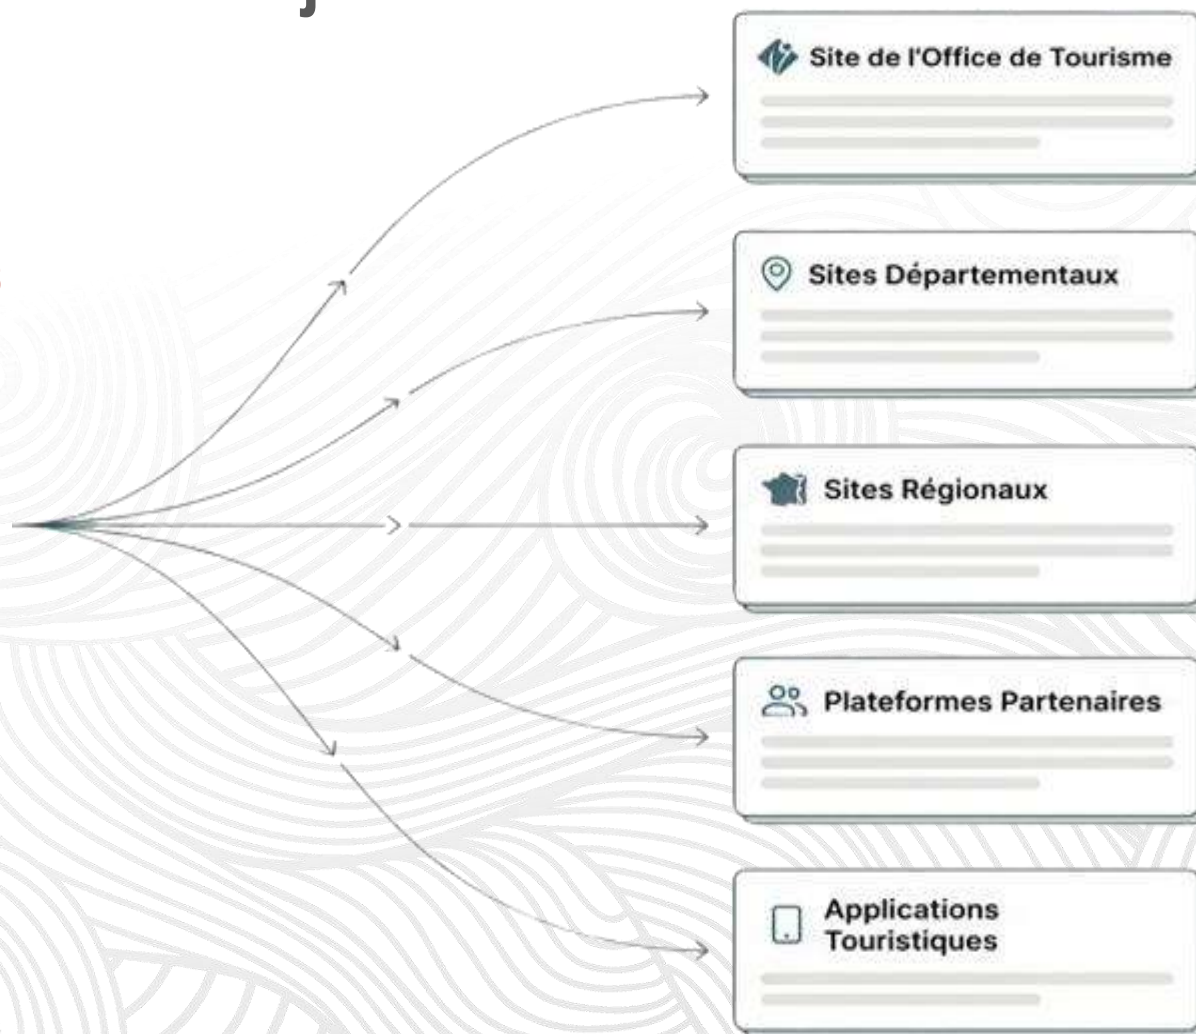 Site de l'Office de Tourisme
Sites Départementaux
Sites Régionaux
Plateformes Partenaires
Applications
Touristiques